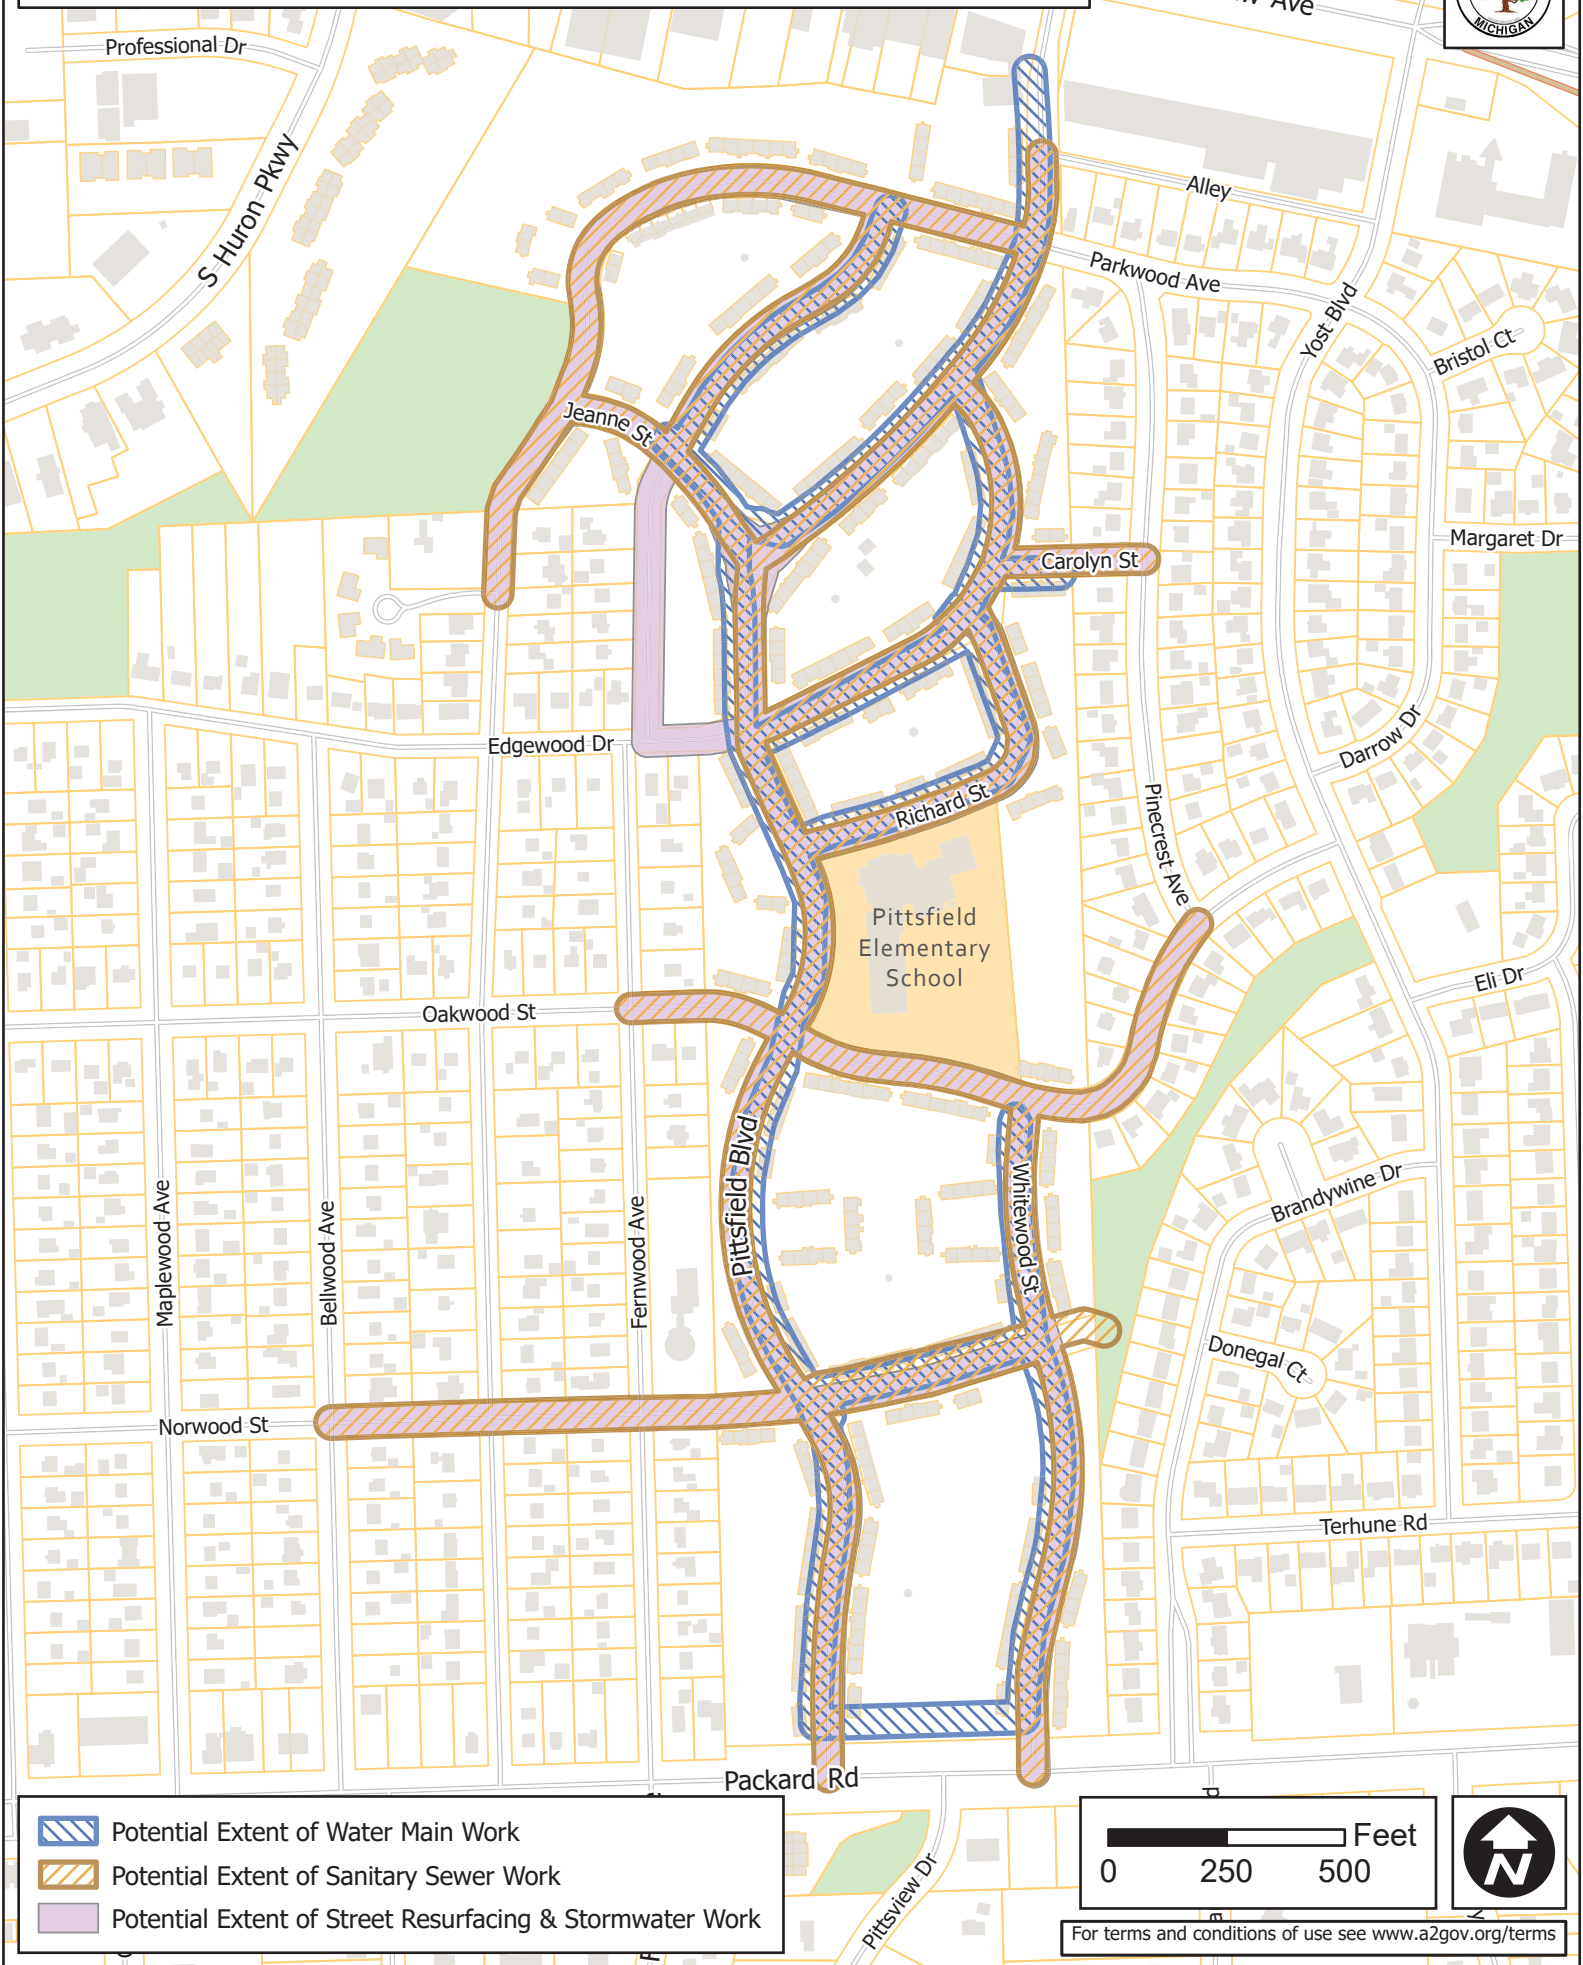 Ave
MICHIGAN
Professional Dr
S Huron Pkwy
Alley
Parkwood Ave
Yost Blvd
Bristol Ct
Jeanne St
Margaret Dr
Carolyn St
Edgewood Dr
Darrow Dr
Richard St
Pinecrest Ave
Pittsfield
Elementary
School
Eli Dr
Oakwood St
Pittsfield Blvd
Whitewood St
Brandywine Dr
Maplewood Ave
Bellwood Ave
Fernwood Ave
Donegal Ct
Norwood St
Terhune Rd
Packard Rd
Pittsview Dr
Potential Extent of Water Main Work
Potential Extent of Sanitary Sewer Work
Potential Extent of Street Resurfacing & Stormwater Work
Feet
0 250 500
N
For terms and conditions of use see www.a2gov.org/terms